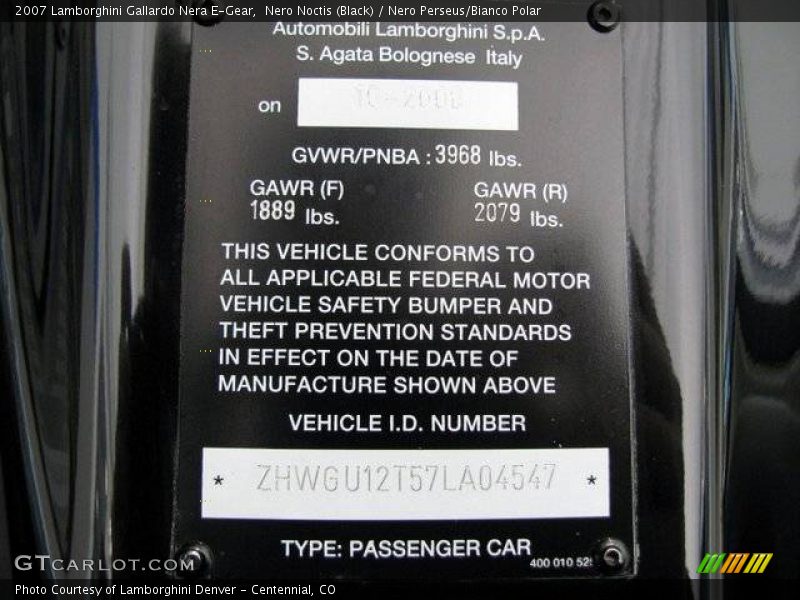 2007 Lamborghini Gallardo Nera E-Gear,  Nero Noctis (Black) / Nero Perseus/Bianco Polar
Automobili Lamborghini S.p.A.
S. Agata Bolognese Italy
on 10-2006
GVWR/PNBA : 3968 lbs.
GAWR (F) GAWR (R)
1889 lbs. 2079 lbs.
THIS VEHICLE CONFORMS TO
ALL APPLICABLE FEDERAL MOTOR
VEHICLE SAFETY BUMPER AND
THEFT PREVENTION STANDARDS
IN EFFECT ON THE DATE OF
MANUFACTURE SHOWN ABOVE
VEHICLE I.D. NUMBER
* ZHWGU12T57LA04547 *
TYPE: PASSENGER CAR
400 010 525
GTCARLOT.COM
Photo Courtesy of Lamborghini Denver - Centennial, CO